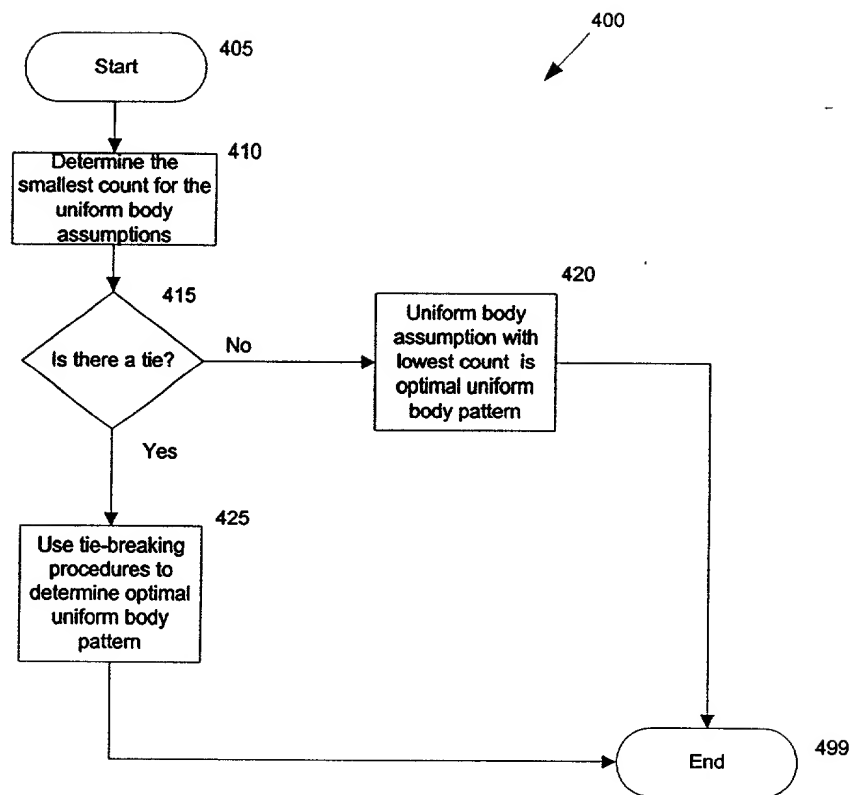 400
405
Start
410
Determine the
smallest count for the
uniform body
assumptions
415
Is there a tie?
No
420
Uniform body
assumption with
lowest count is
optimal uniform
body pattern
Yes
425
Use tie-breaking
procedures to
determine optimal
uniform body
pattern
End
499